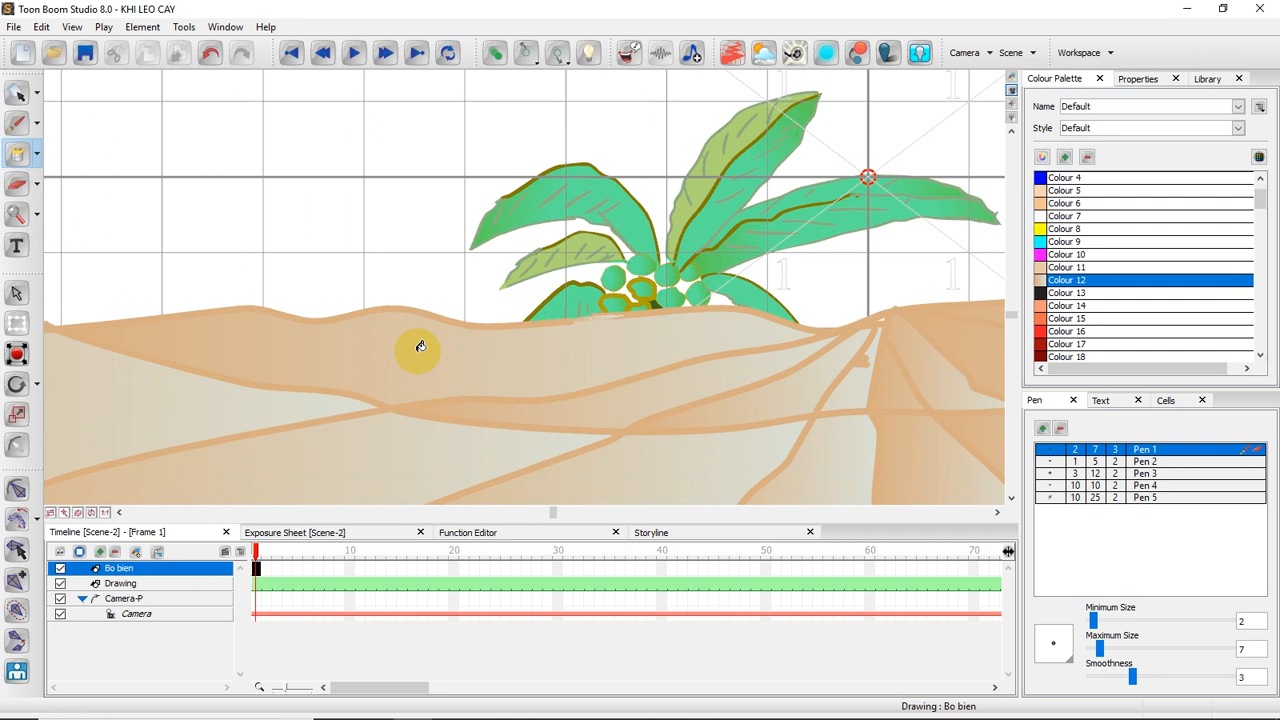 Toon Boom Studio 8.0 - KHI LEO CAY
File Edit View Play Element Tools Window Help
Camera Scene Workspace
Colour Palette Properties Library
Name Default
Style Default
Colour 4
Colour 5
Colour 6
Colour 7
Colour 8
Colour 9
Colour 10
Colour 11
Colour 12
Colour 13
Colour 14
Colour 15
Colour 16
Colour 17
Colour 18
1 1
1 1
Pen Text Cells
2 7 3 Pen 1
1 5 2 Pen 2
3 12 2 Pen 3
10 10 2 Pen 4
10 25 2 Pen 5
Minimum Size
2
Maximum Size
7
Smoothness
3
Timeline [Scene-2] - [Frame 1] Exposure Sheet [Scene-2] Function Editor Storyline
10 20 30 40 50 60 70
Bo bien
Drawing
Camera-P
Camera
Drawing : Bo bien